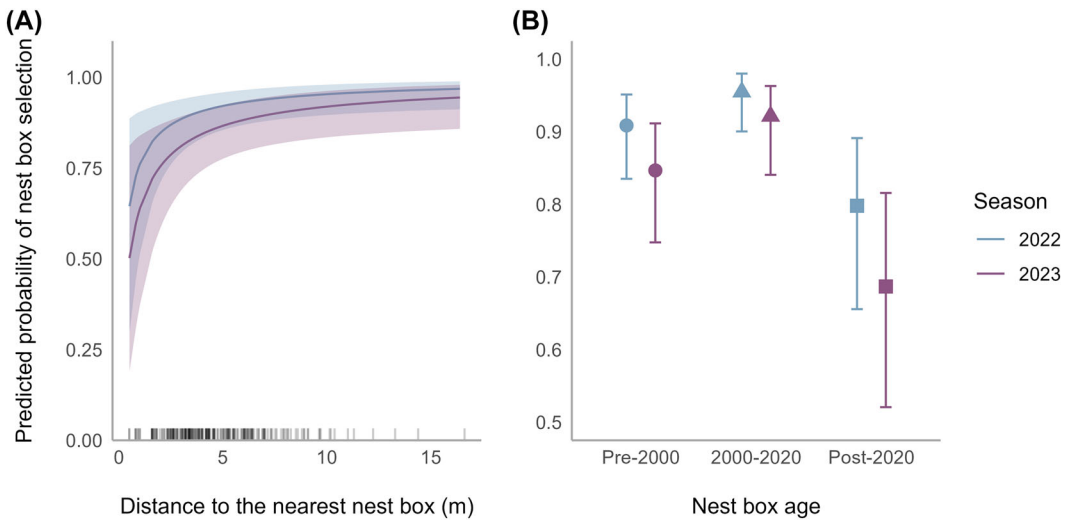 (A)
Predicted probability of nest box selection
1.00
0.75
0.50
0.25
0.00
0 5 10 15
Distance to the nearest nest box (m)
(B)
1.0
0.9
0.8
0.7
0.6
0.5
Pre-2000 2000-2020 Post-2020
Nest box age
Season
2022
2023